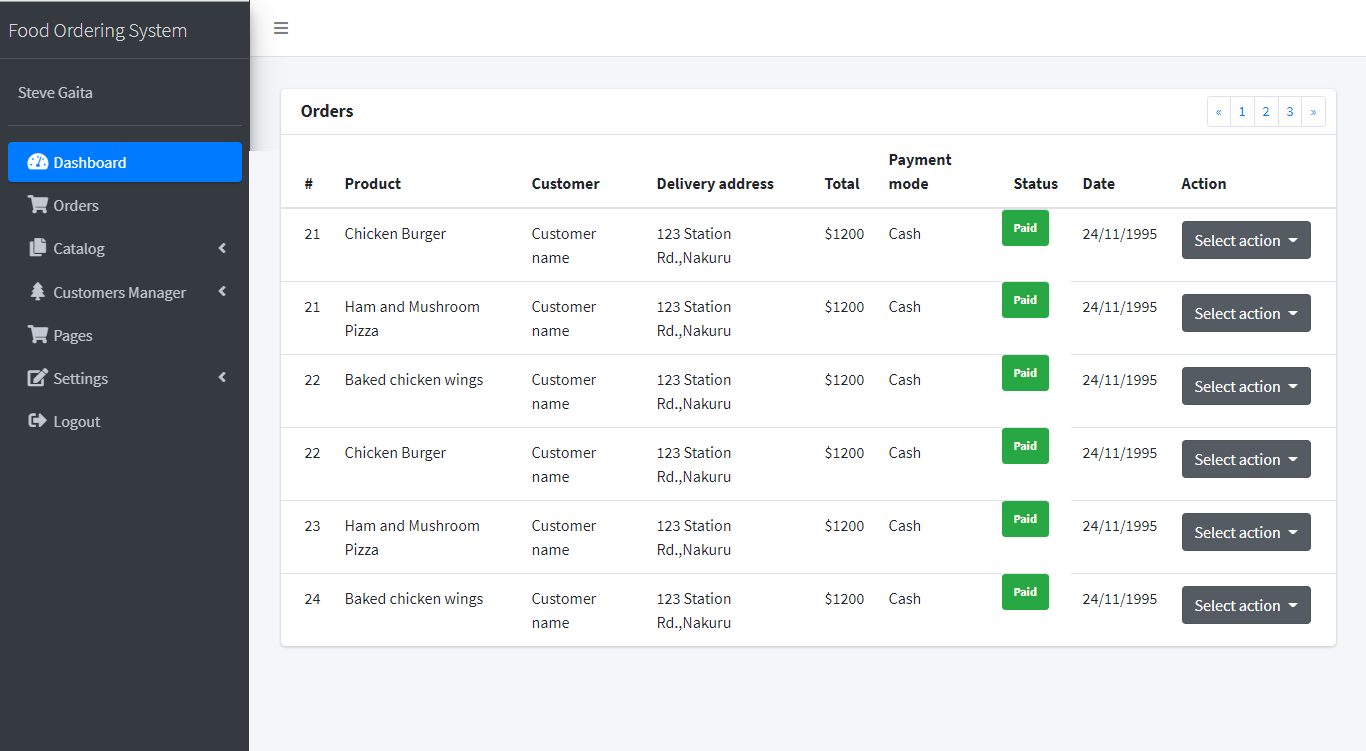 Food Ordering System
Steve Gaita
Dashboard
Orders
Catalog
Customers Manager
Pages
Settings
Logout
Orders
« 1 2 3 »
# Product Customer Delivery address Total Payment mode Status Date Action
21 Chicken Burger Customer name 123 Station Rd.,Nakuru $1200 Cash Paid 24/11/1995 Select action
21 Ham and Mushroom Pizza Customer name 123 Station Rd.,Nakuru $1200 Cash Paid 24/11/1995 Select action
22 Baked chicken wings Customer name 123 Station Rd.,Nakuru $1200 Cash Paid 24/11/1995 Select action
22 Chicken Burger Customer name 123 Station Rd.,Nakuru $1200 Cash Paid 24/11/1995 Select action
23 Ham and Mushroom Pizza Customer name 123 Station Rd.,Nakuru $1200 Cash Paid 24/11/1995 Select action
24 Baked chicken wings Customer name 123 Station Rd.,Nakuru $1200 Cash Paid 24/11/1995 Select action